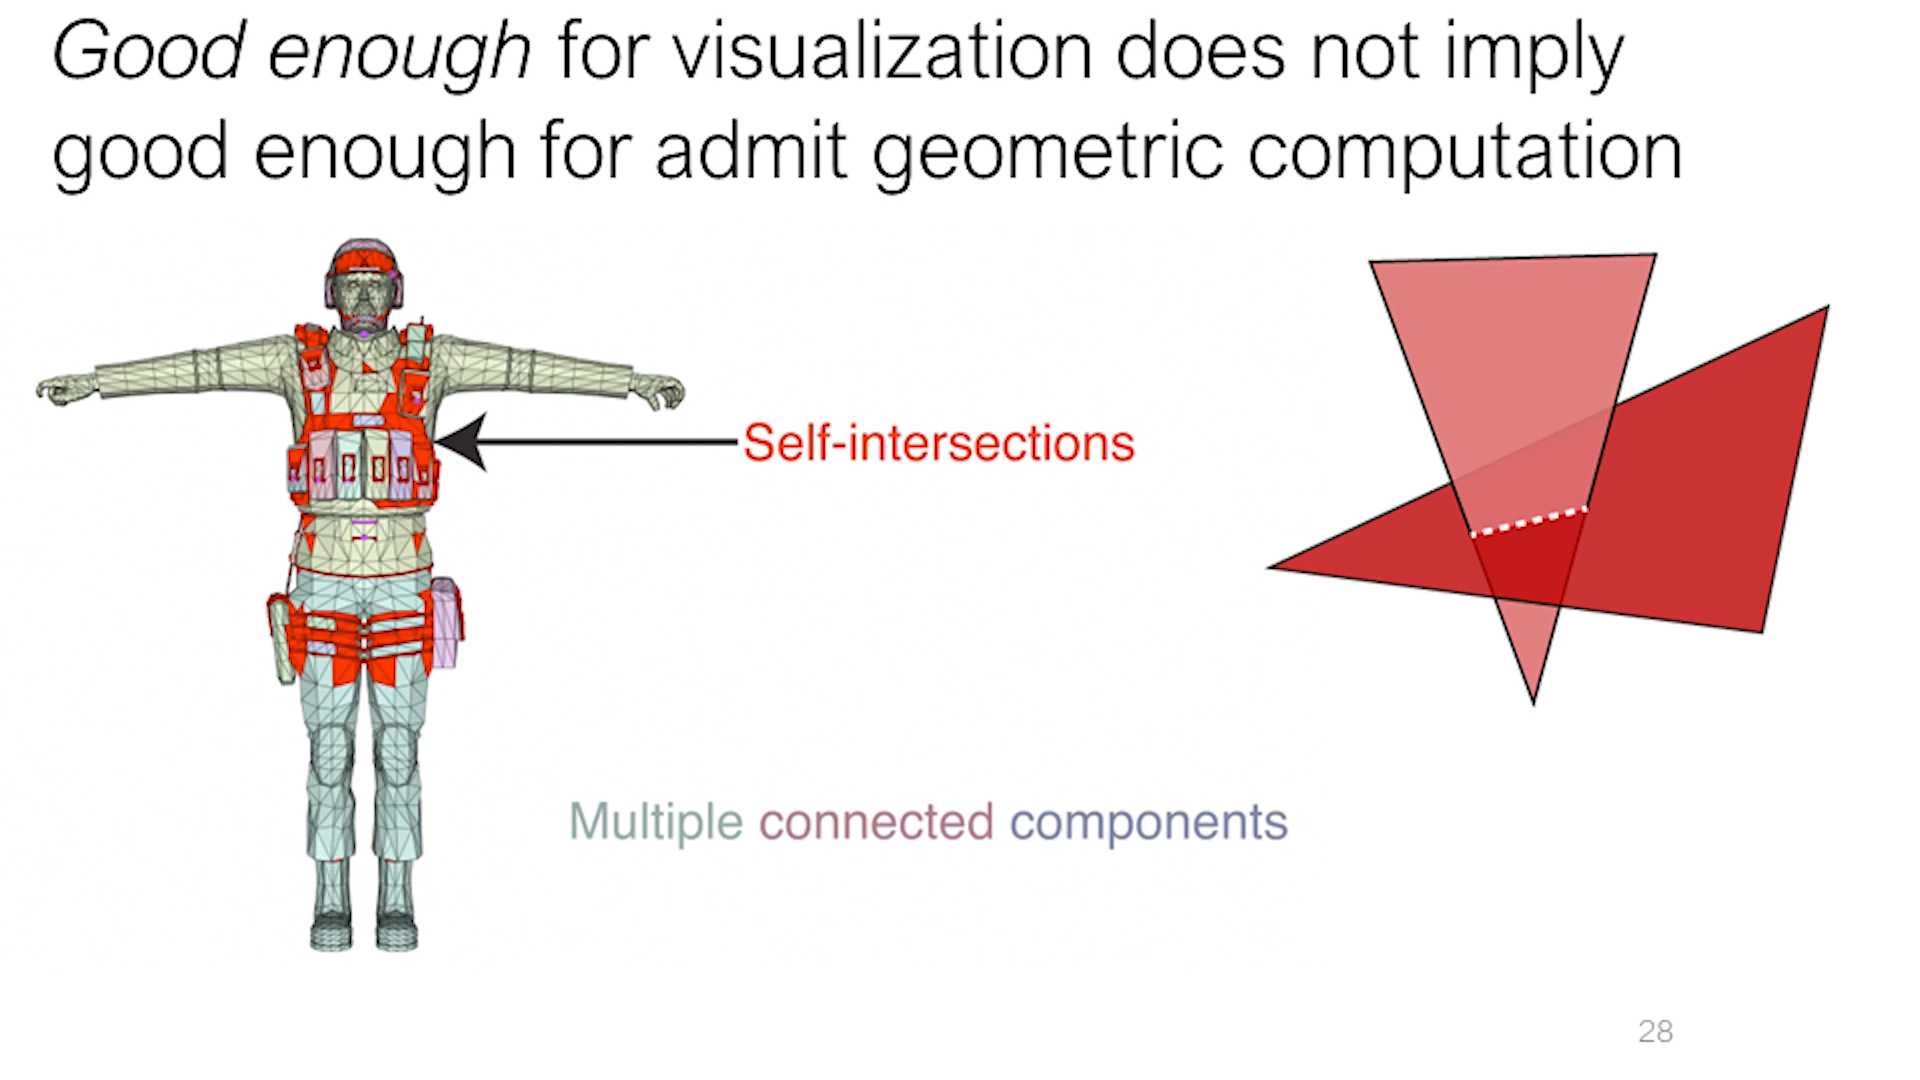 Good enough for visualization does not imply
good enough for admit geometric computation
Self-intersections
Multiple connected components
28